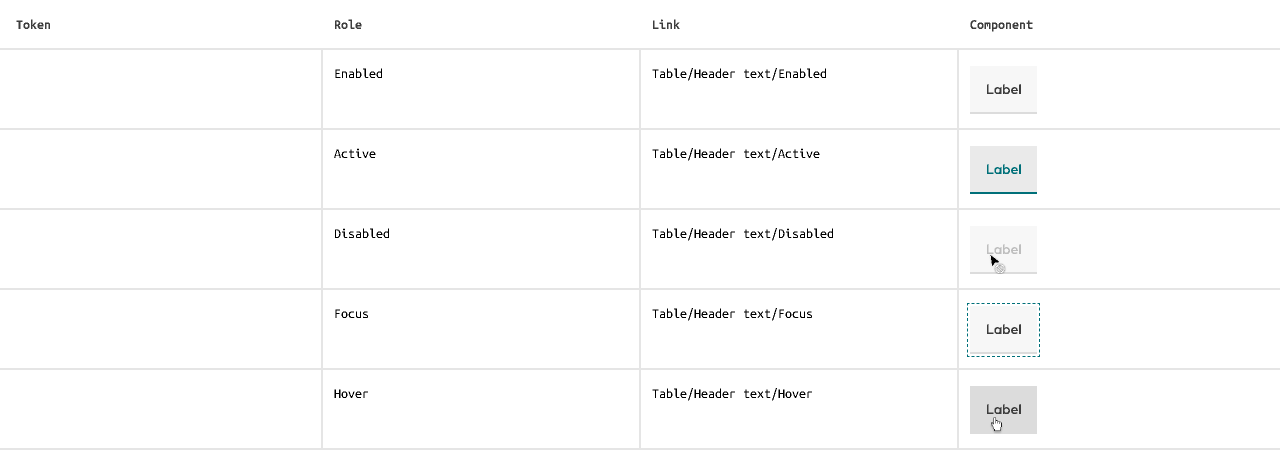 Token Role Link Component
Enabled Table/Header text/Enabled Label
Active Table/Header text/Active Label
Disabled Table/Header text/Disabled Label
Focus Table/Header text/Focus Label
Hover Table/Header text/Hover Label